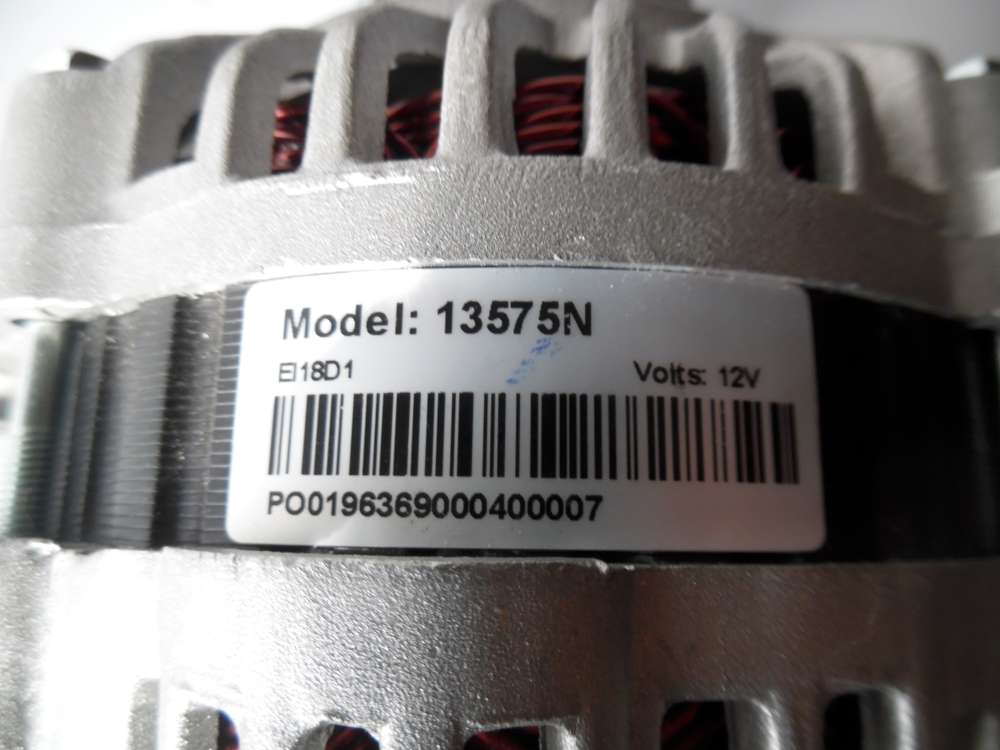 Model: 13575N
EI18D1
Volts: 12V
PO0196369000400007